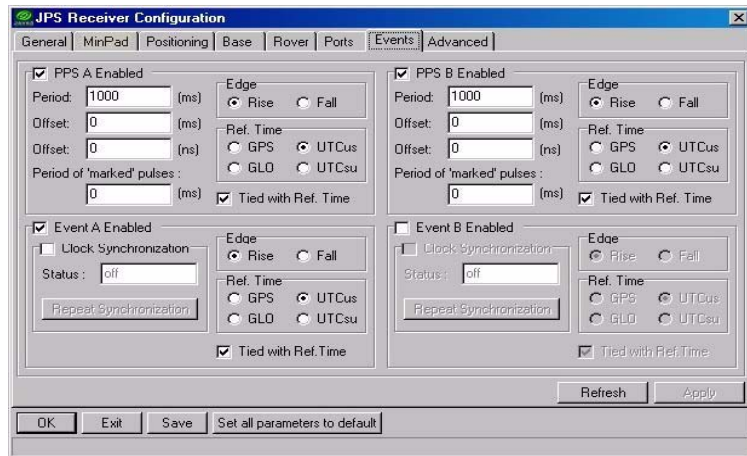 JPS Receiver Configuration
General MinPad Positioning Base Rover Ports Events Advanced
PPS A Enabled
Period: 1000 (ms)
Offset: 0 (ms)
Offset: 0 (ns)
Period of 'marked' pulses :
0 (ms)
Edge
Rise Fall
Ref. Time
GPS UTCus
GLO UTCsu
Tied with Ref. Time
PPS B Enabled
Period: 1000 (ms)
Offset: 0 (ms)
Offset: 0 (ns)
Period of 'marked' pulses :
0 (ms)
Edge
Rise Fall
Ref. Time
GPS UTCus
GLO UTCsu
Tied with Ref. Time
Event A Enabled
Clock Synchronization
Status : off
Repeat Synchronization
Edge
Rise Fall
Ref. Time
GPS UTCus
GLO UTCsu
Tied with Ref.Time
Event B Enabled
Clock Synchronization
Status : off
Repeat Synchronization
Edge
Rise Fall
Ref. Time
GPS UTCus
GLO UTCsu
Tied with Ref.Time
Refresh Apply
OK Exit Save Set all parameters to default